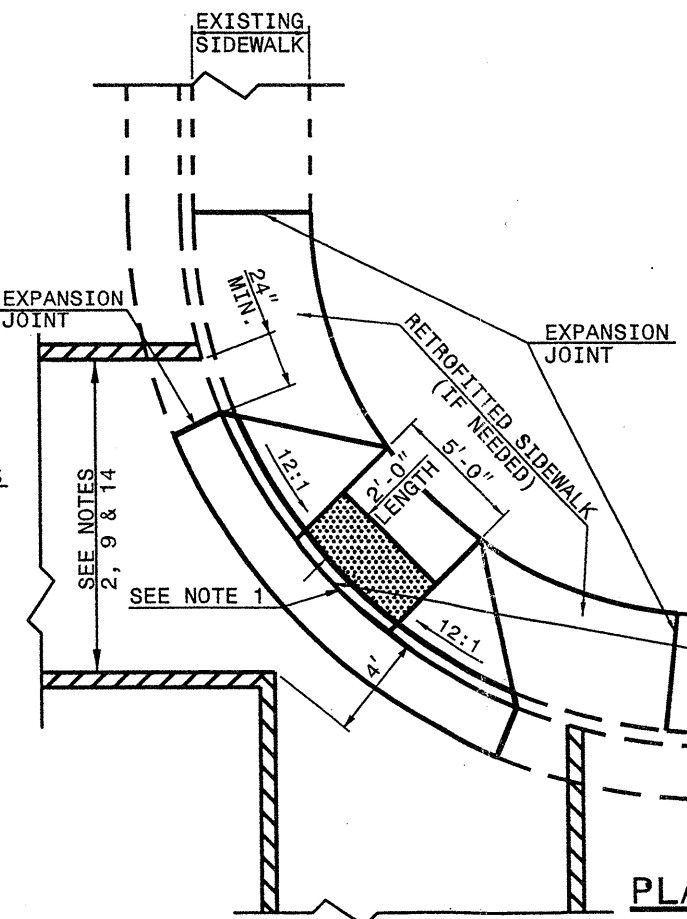 EXISTING
SIDEWALK
24"
MIN.
EXPANSION
JOINT
RETROFITTED SIDEWALK
(IF NEEDED)
EXPANSION
JOINT
12:1
5'-0"
2'-0"
LENGTH
SEE NOTES
2, 9 & 14
SEE NOTE 1
12:1
4'